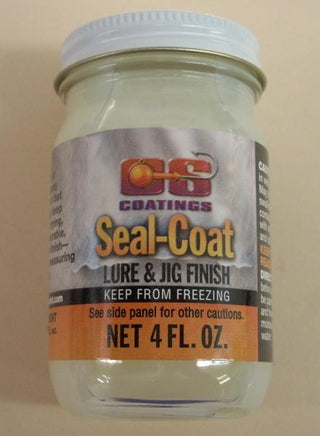 CS
COATINGS
Seal-Coat
LURE & JIG FINISH
KEEP FROM FREEZING
See side panel for other cautions.
NET 4 FL. OZ.